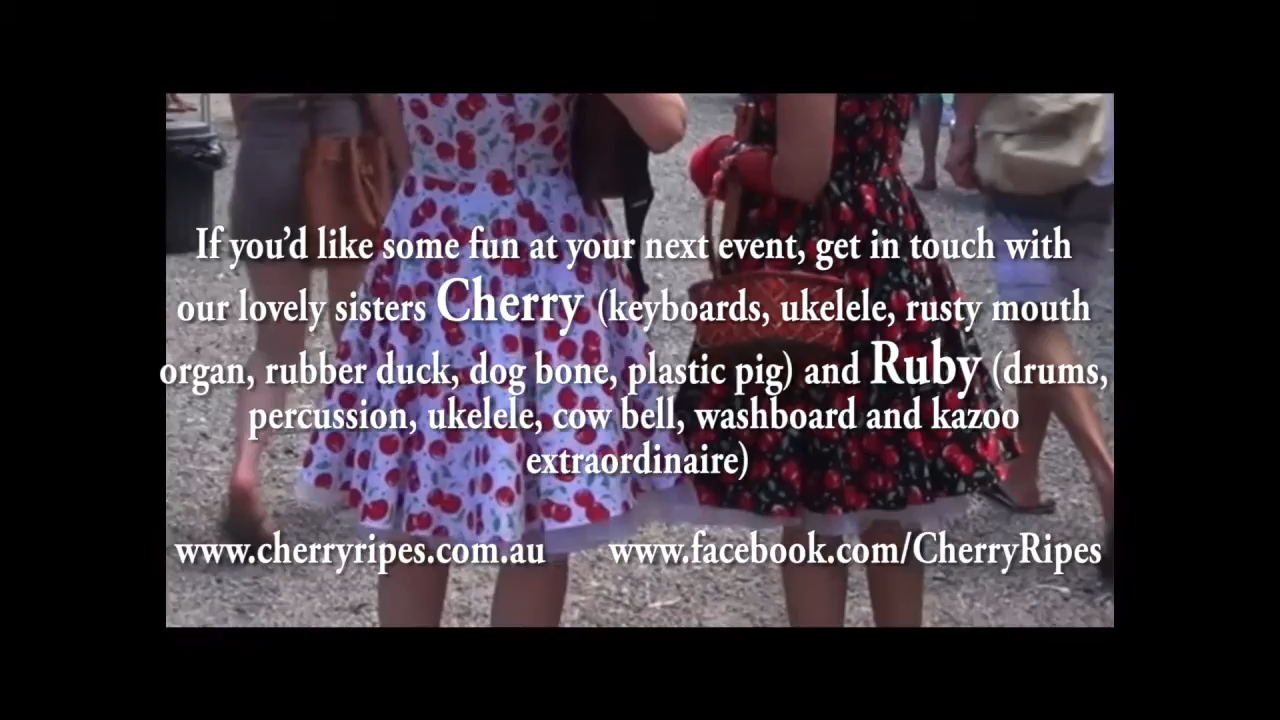 If you’d like some fun at your next event, get in touch with
our lovely sisters Cherry (keyboards, ukelele, rusty mouth
organ, rubber duck, dog bone, plastic pig) and Ruby (drums,
percussion, ukelele, cow bell, washboard and kazoo
extraordinaire)
www.cherryripes.com.au www.facebook.com/CherryRipes